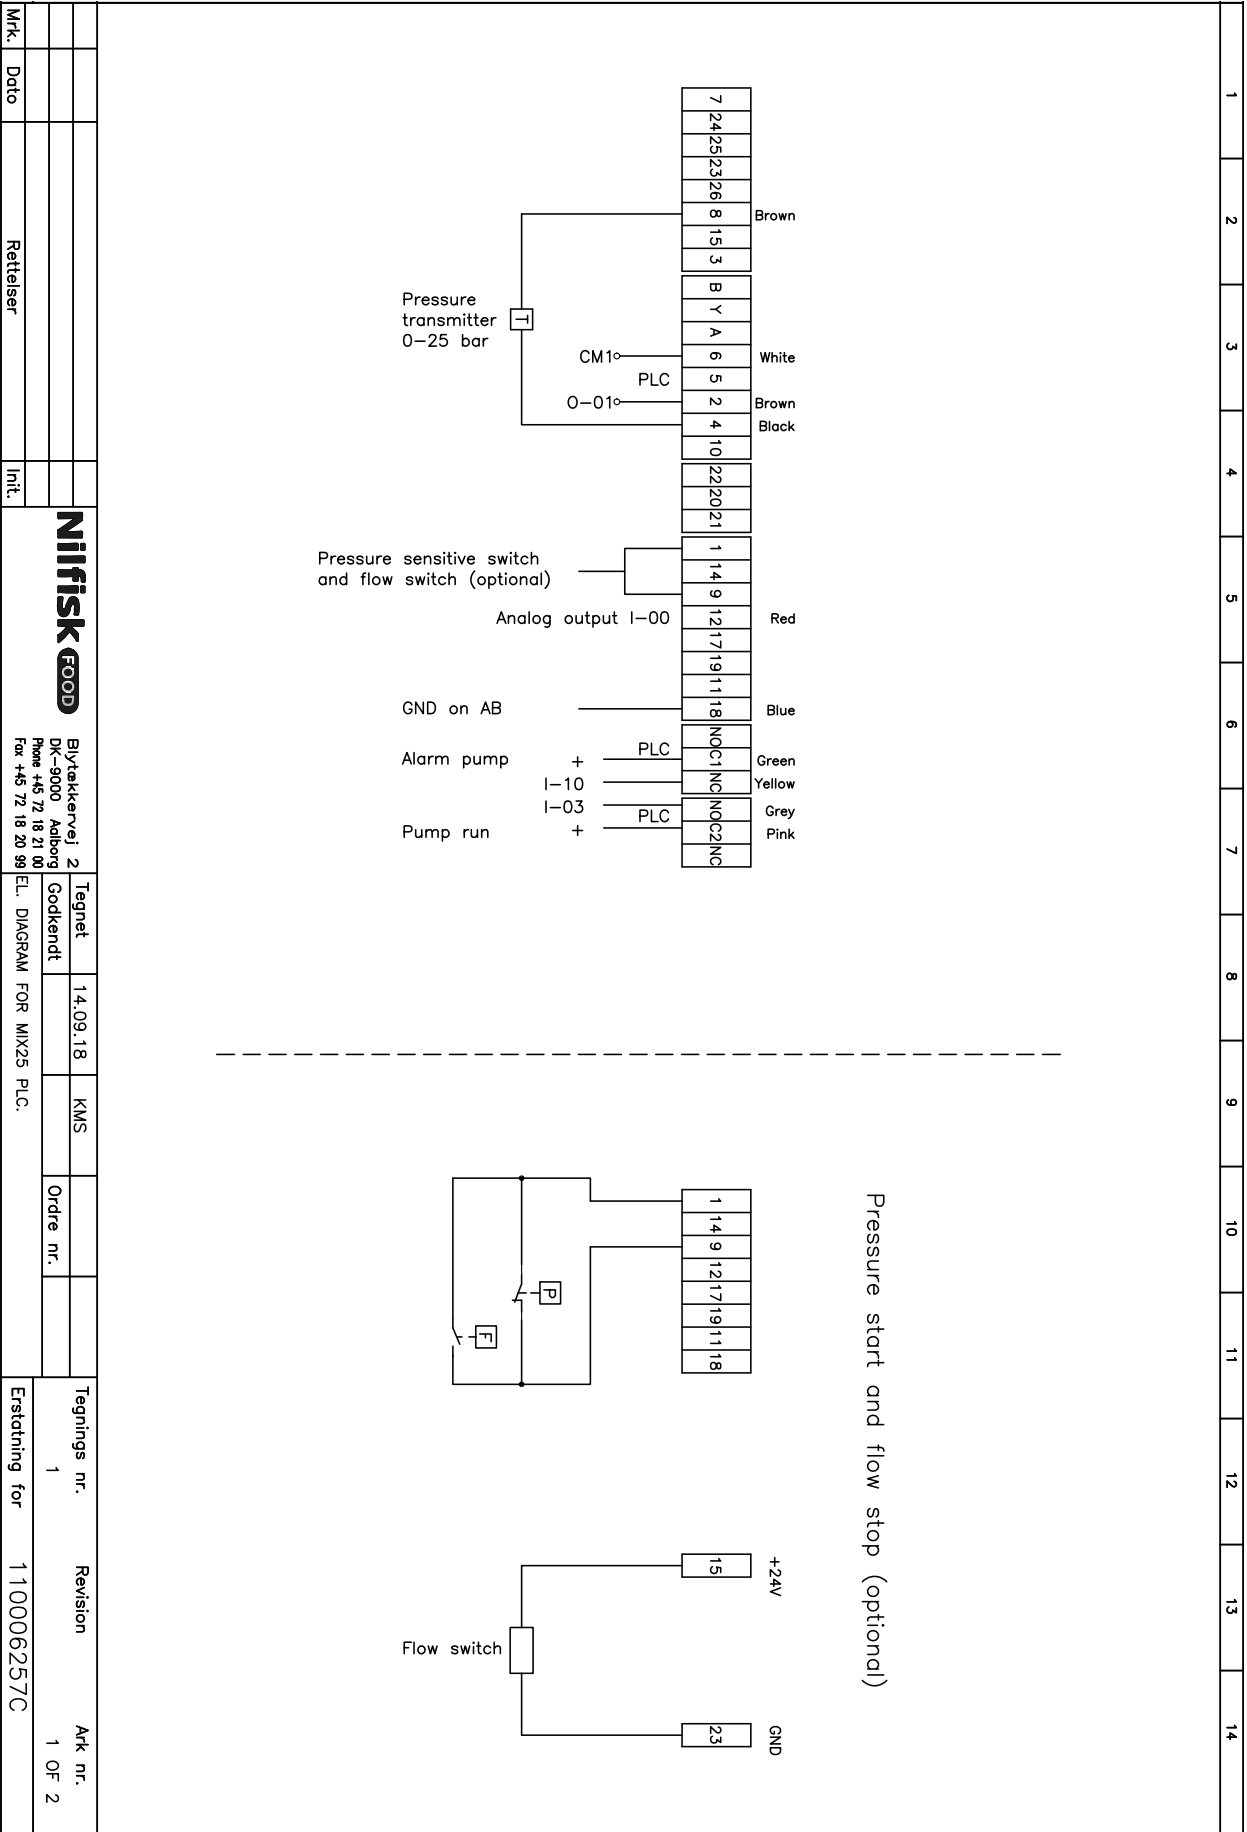 1
2
3
4
5
6
7
8
9
10
11
12
13
14
7
24
25
23
26
8 Brown
15
3
B
Y
A
6 White
5
2 Brown
4 Black
10
22
20
21
1
14
9
12 Red
17
19
11
18 Blue
NO
C1 Green
NC Yellow
NO Grey
C2 Pink
NC
Pressure
transmitter
0-25 bar
T
CM1
PLC
0-01
Pressure sensitive switch
and flow switch (optional)
Analog output I-00
GND on AB
Alarm pump
+
PLC
I-10
I-03
PLC
Pump run
+
Pressure start and flow stop (optional)
1
14
9
12
17
19
11
18
P
F
+24V
15
Flow switch
23
GND
Mrk.
Dato
Rettelser
Init.
Nilfisk FOOD
Blytækkervej 2
DK-9000 Aalborg
Phone +45 72 18 21 00
Fax +45 72 18 20 99
Tegnet
14.09.18
KMS
Godkendt
Ordre nr.
EL. DIAGRAM FOR MIX25 PLC.
Tegnings nr.
1
Revision
Ark nr.
1 OF 2
Erstatning for
110006257C